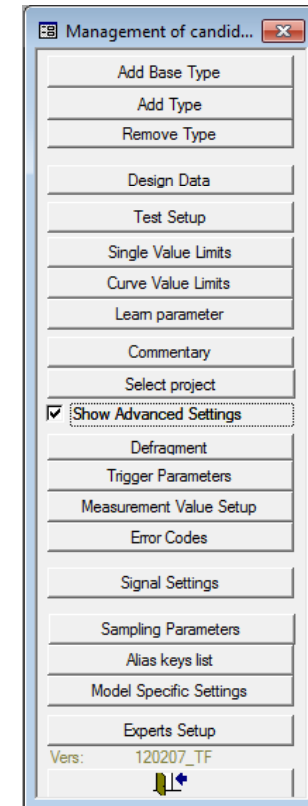 Management of candid...
Add Base Type
Add Type
Remove Type
Design Data
Test Setup
Single Value Limits
Curve Value Limits
Learn parameter
Commentary
Select project
Show Advanced Settings
Defragment
Trigger Parameters
Measurement Value Setup
Error Codes
Signal Settings
Sampling Parameters
Alias keys list
Model Specific Settings
Experts Setup
Vers: 120207_TF